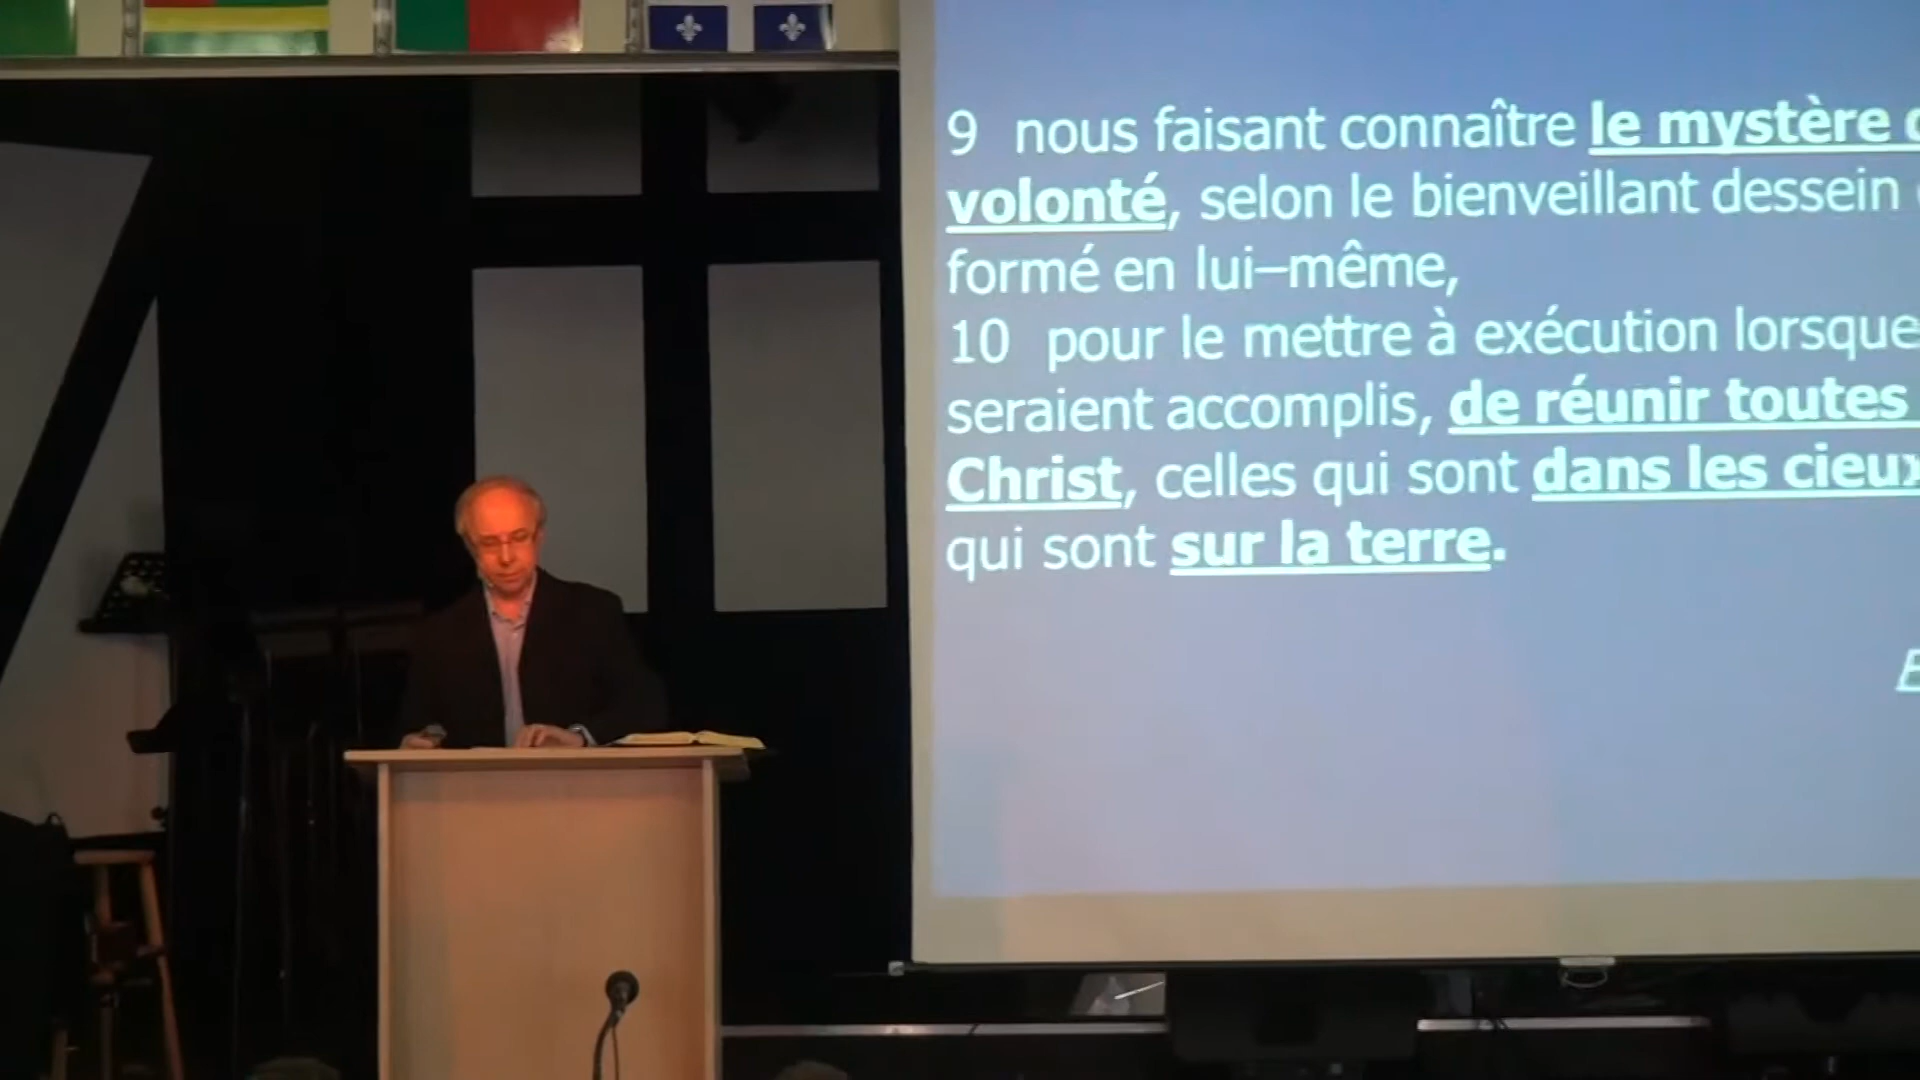 9 nous faisant connaître le mystère
volonté, selon le bienveillant dessein
formé en lui–même,
10 pour le mettre à exécution lorsque
seraient accomplis, de réunir toutes
Christ, celles qui sont dans les cieux
qui sont sur la terre.